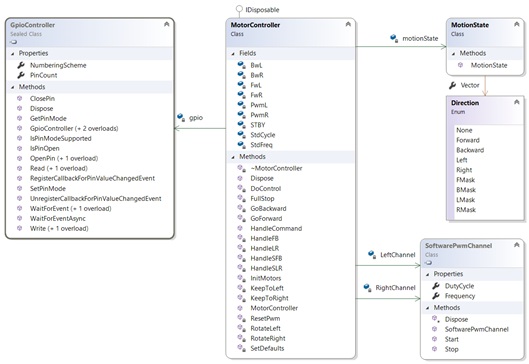 GpioController
Sealed Class
Properties
NumberingScheme
PinCount
Methods
ClosePin
Dispose
GetPinMode
GpioController (+ 2 overloads)
IsPinModeSupported
IsPinOpen
OpenPin (+ 1 overload)
Read (+ 1 overload)
RegisterCallbackForPinValueChangedEvent
SetPinMode
UnregisterCallbackForPinValueChangedEvent
WaitForEvent (+ 1 overload)
WaitForEventAsync
Write (+ 1 overload)
gpio
IDisposable
MotorController
Class
Fields
BwL
BwR
FwL
FwR
PwmL
PwmR
STBY
StdCycle
StdFreq
Methods
~MotorController
Dispose
DoControl
FullStop
GoBackward
GoForward
HandleCommand
HandleFB
HandleLR
HandleSFB
HandleSLR
InitMotors
KeepToLeft
KeepToRight
MotorController
ResetPwm
RotateLeft
RotateRight
SetDefaults
motionState
MotionState
Class
Methods
MotionState
Vector
Direction
Enum
None
Forward
Backward
Left
Right
FMask
BMask
LMask
RMask
LeftChannel
RightChannel
SoftwarePwmChannel
Class
Properties
DutyCycle
Frequency
Methods
Dispose
SoftwarePwmChannel
Start
Stop